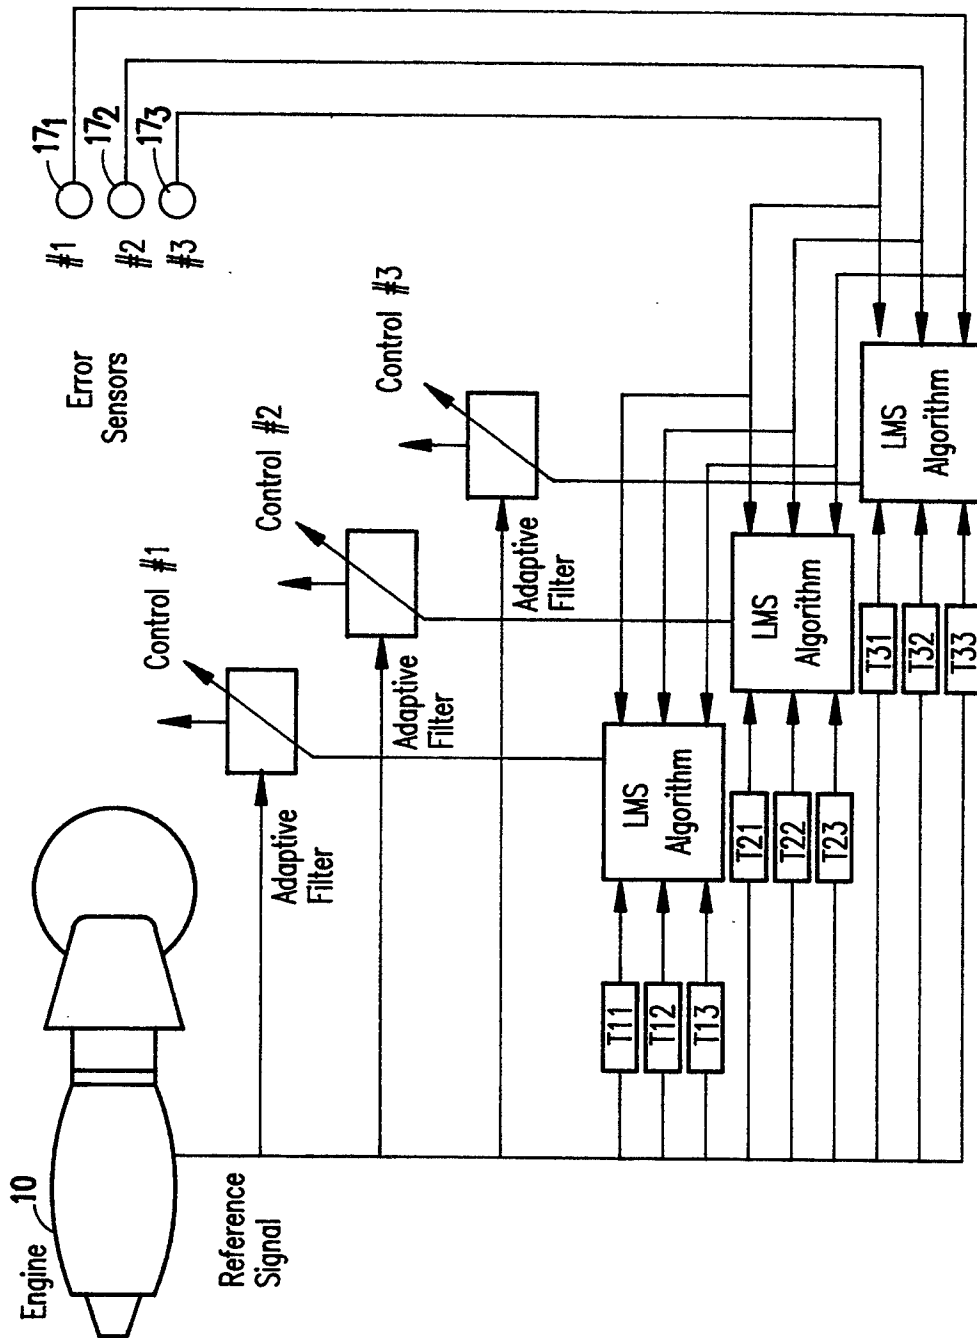 Engine
10
Reference
Signal
Error
Sensors
#1
#2
#3
171
172
173
Control #1
Control #2
Control #3
Adaptive
Filter
Adaptive
Filter
Adaptive
Filter
T11
T12
T13
LMS
Algorithm
T21
T22
T23
LMS
Algorithm
T31
T32
T33
LMS
Algorithm